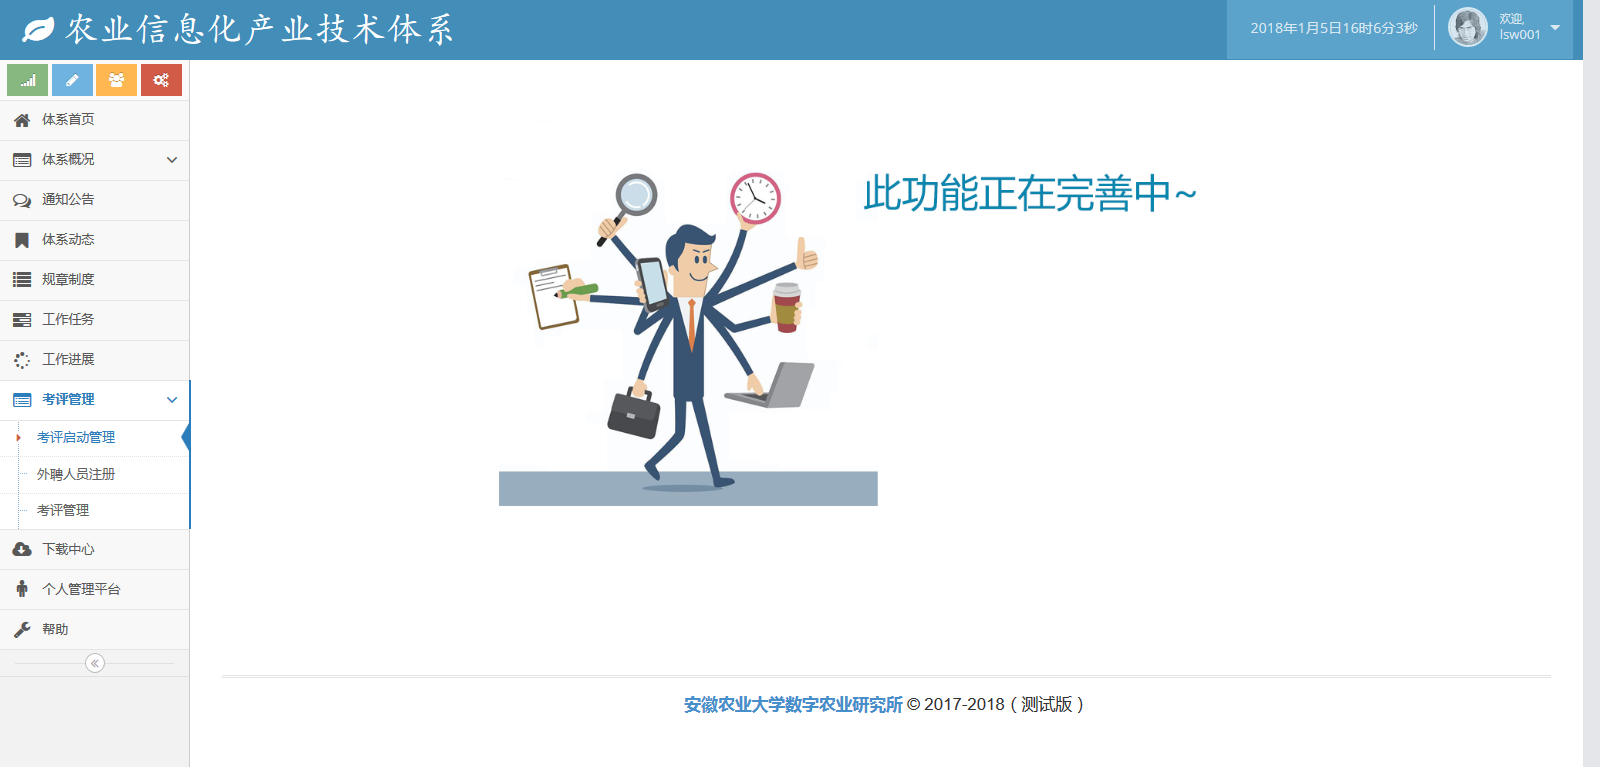 农业信息化产业技术体系
2018年1月5日16时6分3秒
欢迎,
lsw001
体系首页
体系概况
通知公告
体系动态
规章制度
工作任务
工作进展
考评管理
考评启动管理
外聘人员注册
考评管理
下载中心
个人管理平台
帮助
此功能正在完善中~
安徽农业大学数字农业研究所 © 2017-2018（测试版）